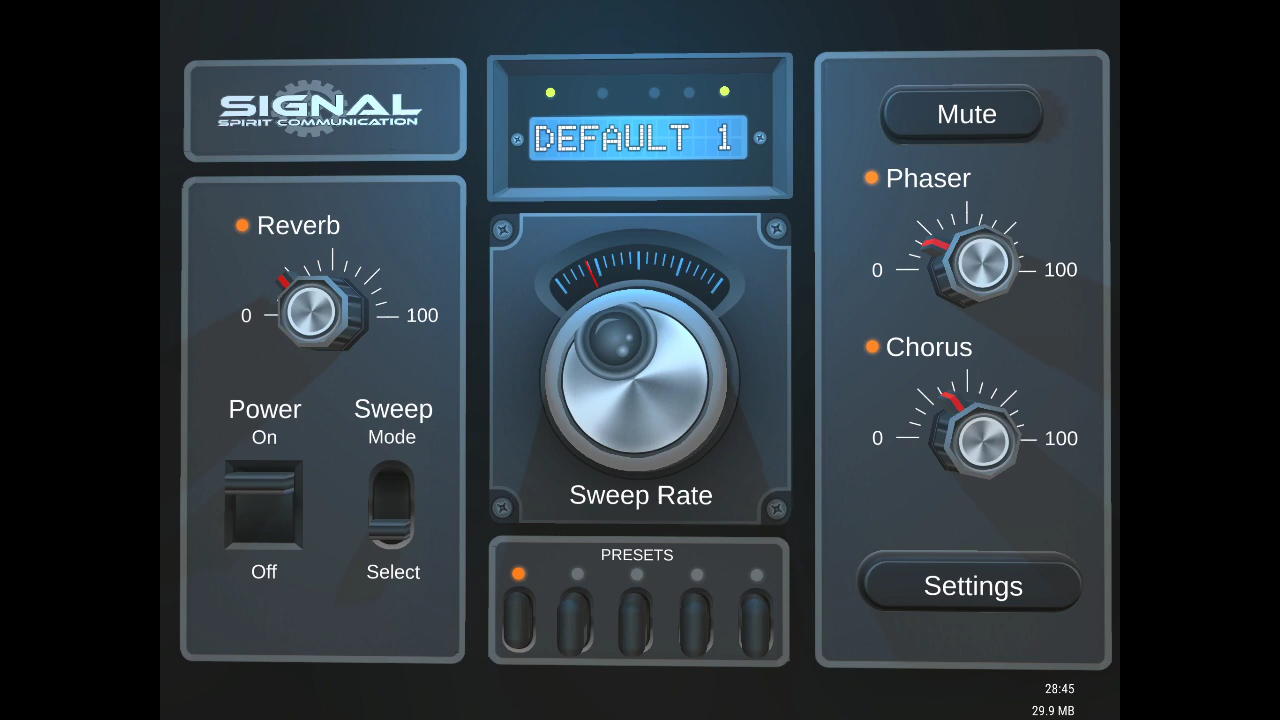 SIGNAL
SPIRIT COMMUNICATION
DEFAULT 1
Mute
Reverb
0
100
Phaser
0
100
Chorus
0
100
Power
On
Off
Sweep
Mode
Select
Sweep Rate
PRESETS
Settings
28:45
29.9 MB